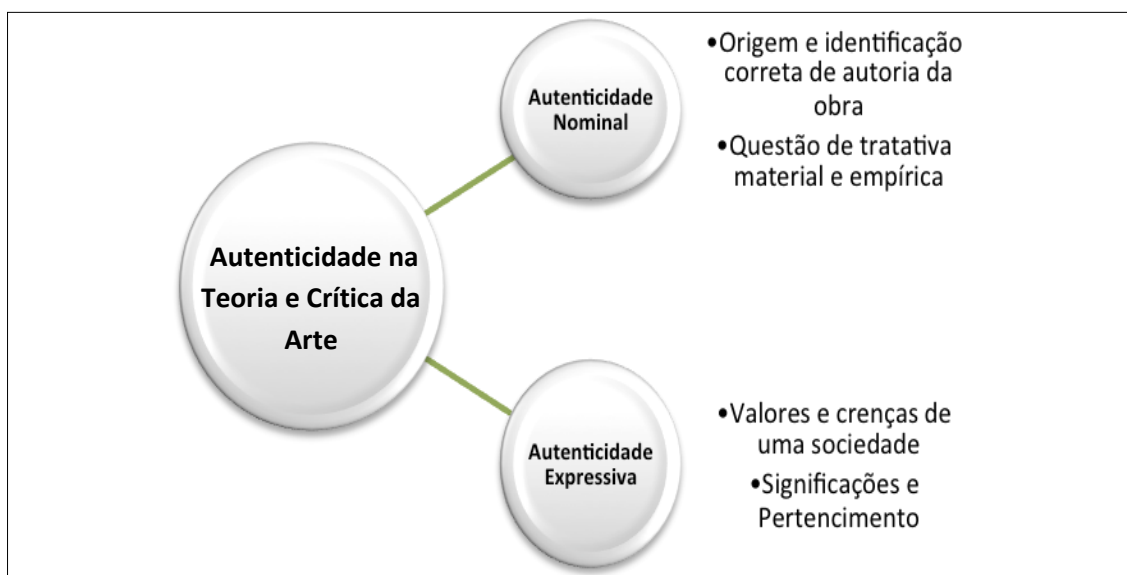 Autenticidade na
Teoria e Crítica da
Arte
Autenticidade
Nominal
•Origem e identificação
correta de autoria da
obra
•Questão de tratativa
material e empírica
Autenticidade
Expressiva
•Valores e crenças de
uma sociedade
•Significações e
Pertencimento